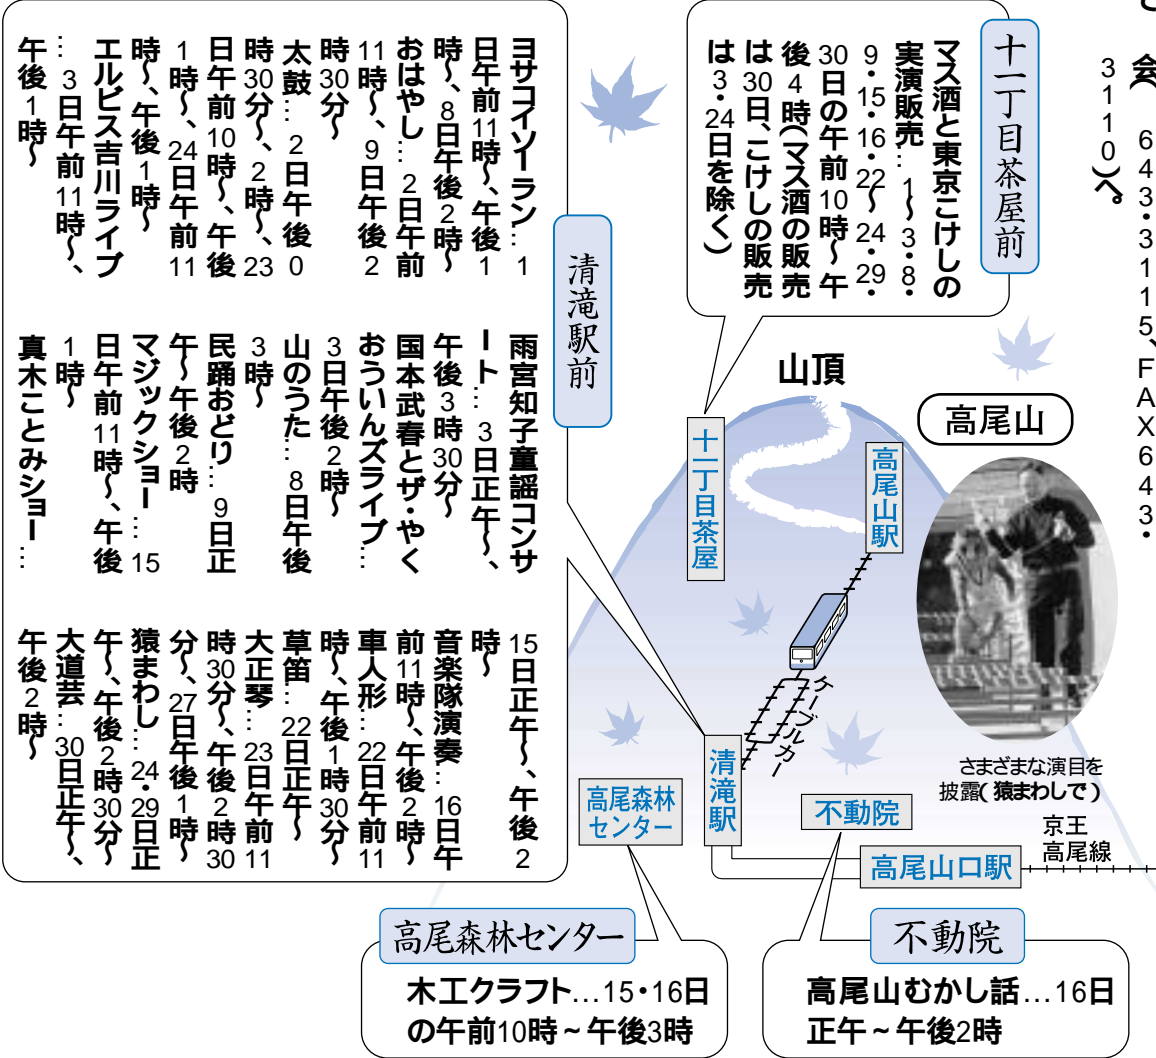 会(643・3115、FAX643・
3110)へ。
十一丁目茶屋前
マス酒と東京こけしの
実演販売…1〜3・8・
9・15・16・22〜24・29・
30日の午前10時〜午
後4時(マス酒の販売
は30日、こけしの販売
は3・24日を除く)
清滝駅前
ヨサコイソーラン…1
日午前11時〜、午後1
時〜、8日午後2時〜
おはやし…2日午前
11時〜、9日午後2
時30分〜
太鼓…2日午後0
時30分〜、2時〜、23
日午前10時〜、午後
1時〜、24日午前11
時〜、午後1時〜
エルビス吉川ライブ
…3日午前11時〜、
午後1時〜
雨宮知子童謡コンサ
ート…3日正午〜、
午後3時30分〜
国本武春とザ・やく
おういんズライブ…
3日午後2時〜
山のうた…8日午後
3時〜
民踊おどり…9日正
午〜午後2時
マジックショー…15
日午前11時〜、午後
1時〜
真木ことみショー…
15日正午〜、午後2
時〜
音楽隊演奏…16日午
前11時〜、午後2時〜
車人形…22日午前11
時〜、午後1時30分〜
草笛…22日正午〜
大正琴…23日午前11
時30分〜、午後2時30
分〜、27日午後1時〜
猿まわし…24・29日正
午〜、午後2時30分〜
大道芸…30日正午〜、
午後2時〜
山頂
高尾山
十一丁目茶屋
高尾山駅
ケーブルカー
清滝駅
高尾森林
センター
不動院
高尾山口駅
京王
高尾線
さまざまな演目を
披露(猿まわしで)
高尾森林センター
木工クラフト…15・16日
の午前10時~午後3時
不動院
高尾山むかし話…16日
正午~午後2時